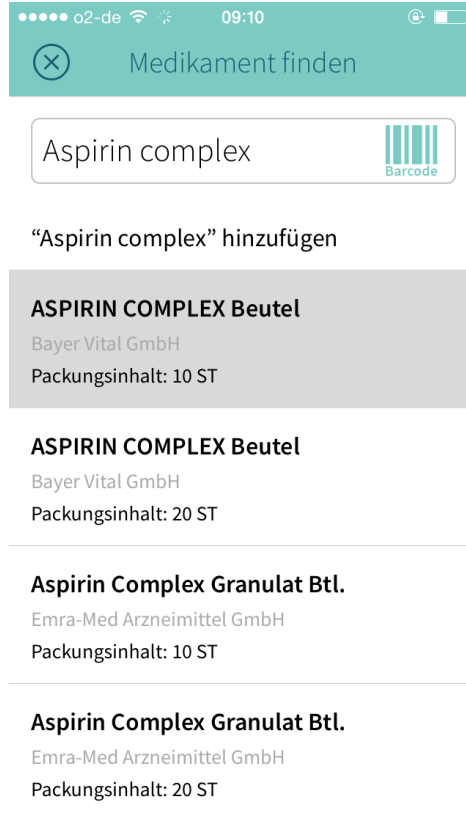 o2-de 09:10
Medikament finden
Aspirin complex
Barcode
“Aspirin complex” hinzufügen
ASPIRIN COMPLEX Beutel
Bayer Vital GmbH
Packungsinhalt: 10 ST
ASPIRIN COMPLEX Beutel
Bayer Vital GmbH
Packungsinhalt: 20 ST
Aspirin Complex Granulat Btl.
Emra-Med Arzneimittel GmbH
Packungsinhalt: 10 ST
Aspirin Complex Granulat Btl.
Emra-Med Arzneimittel GmbH
Packungsinhalt: 20 ST